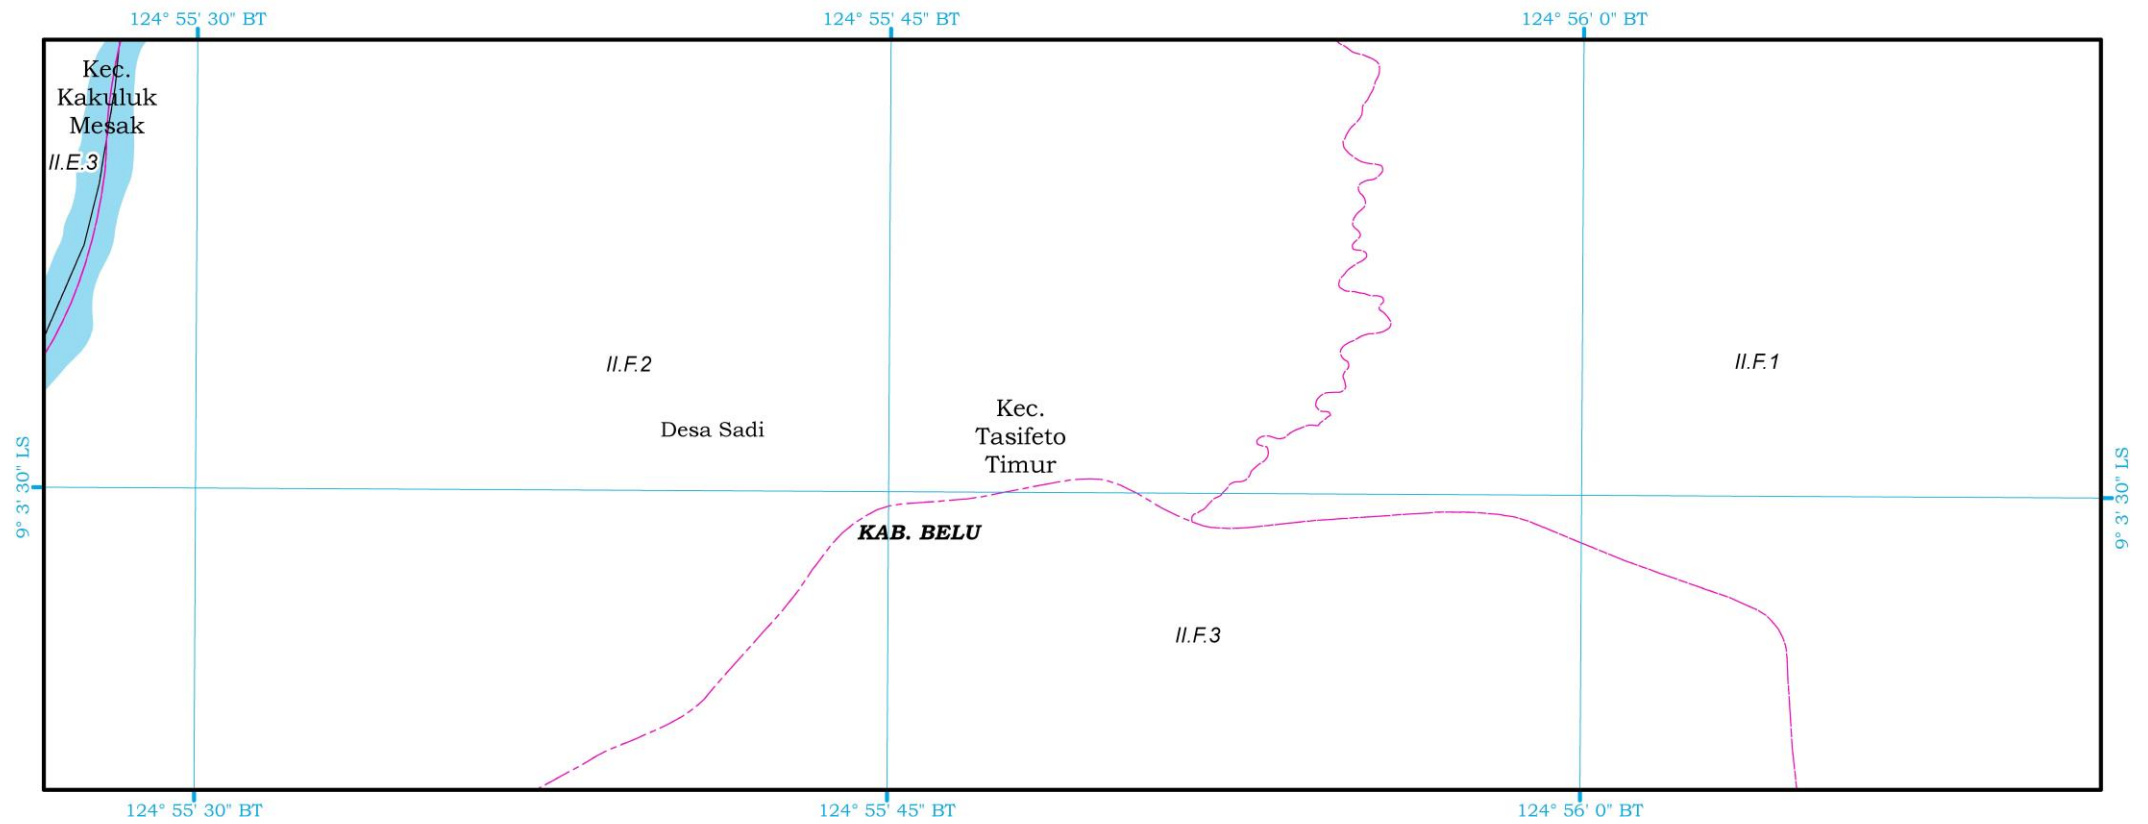 124° 55' 30" BT
124° 55' 45" BT
124° 56' 0" BT
Kec.
Kakuluk
Mesak
II.E.3
II.F.2
II.F.1
Desa Sadi
Kec.
Tasifeto
Timur
9° 3' 30" LS
9° 3' 30" LS
KAB. BELU
II.F.3
124° 55' 30" BT
124° 55' 45" BT
124° 56' 0" BT